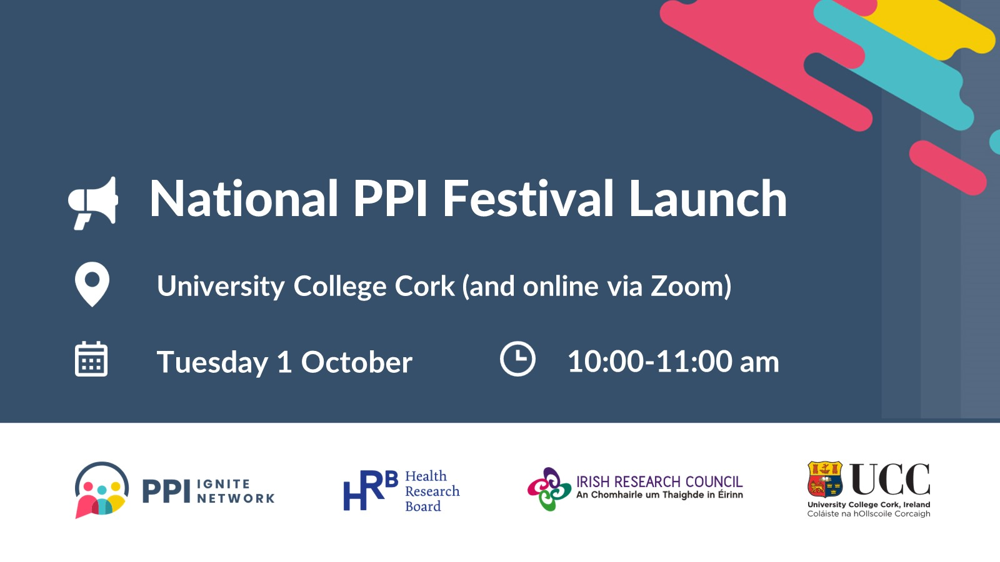 National PPI Festival Launch
University College Cork (and online via Zoom)
Tuesday 1 October
10:00-11:00 am
PPI IGNITE NETWORK
HRB Health Research Board
IRISH RESEARCH COUNCIL
An Chomhairle um Thaighde in Éirinn
UCC
University College Cork, Ireland
Coláiste na hOllscoile Corcaigh